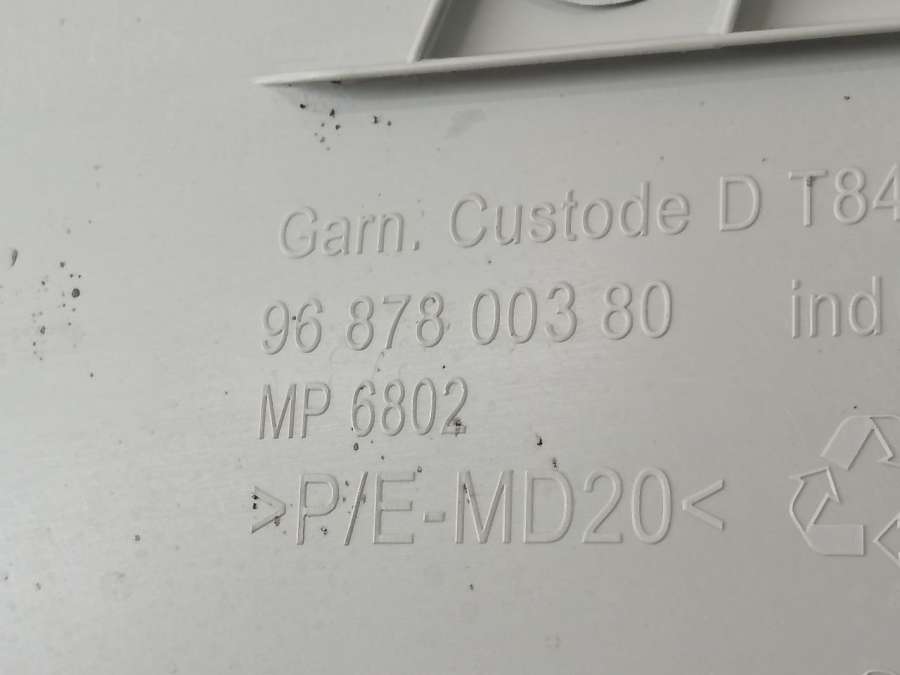 Garn. Custode D T84
96 878 003 80 ind
MP 6802
>P/E-MD20<